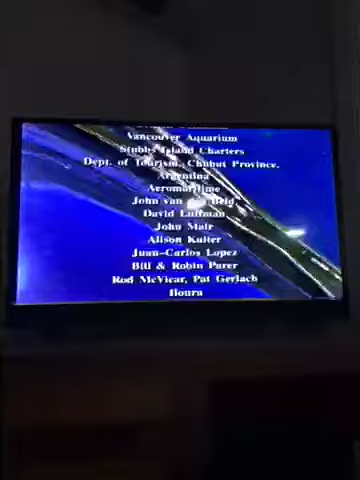 Vancouver Aquarium
Stubbs Island Charters
Dept. of Tourism, Chubut Province.
Argentina
Aeromaritime
John van
David Luffman
John Mair
Alison Kuiter
Juan-Carlos Lopez
Bill & Robin Parer
Rod McVicar, Pat Gerlach
Houra